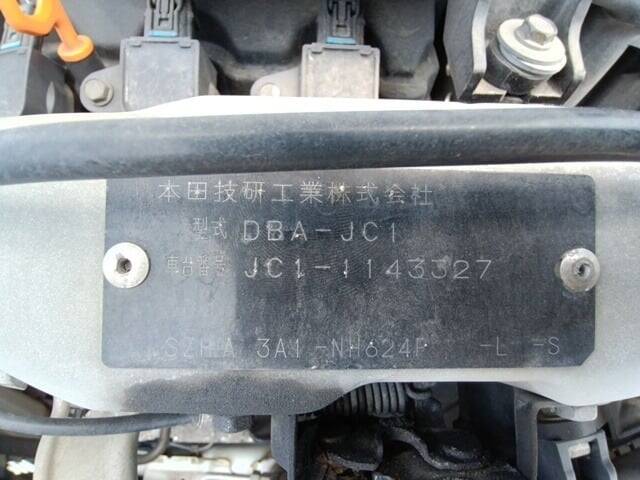 本田技研工業株式会社
型式 DBA-JC1
車台番号 JC1-1143327
3A1 -NH624P -L -S